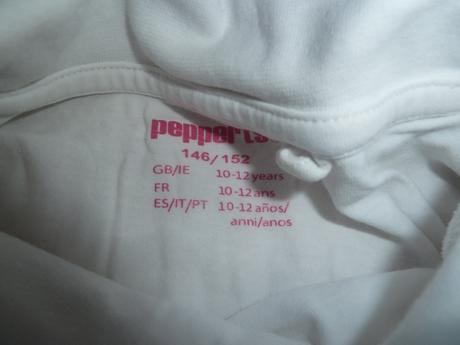 pepper(s
146/152
GB/IE 10-12 years
FR 10-12 ans
ES/IT/PT 10-12 años/
anni/anos